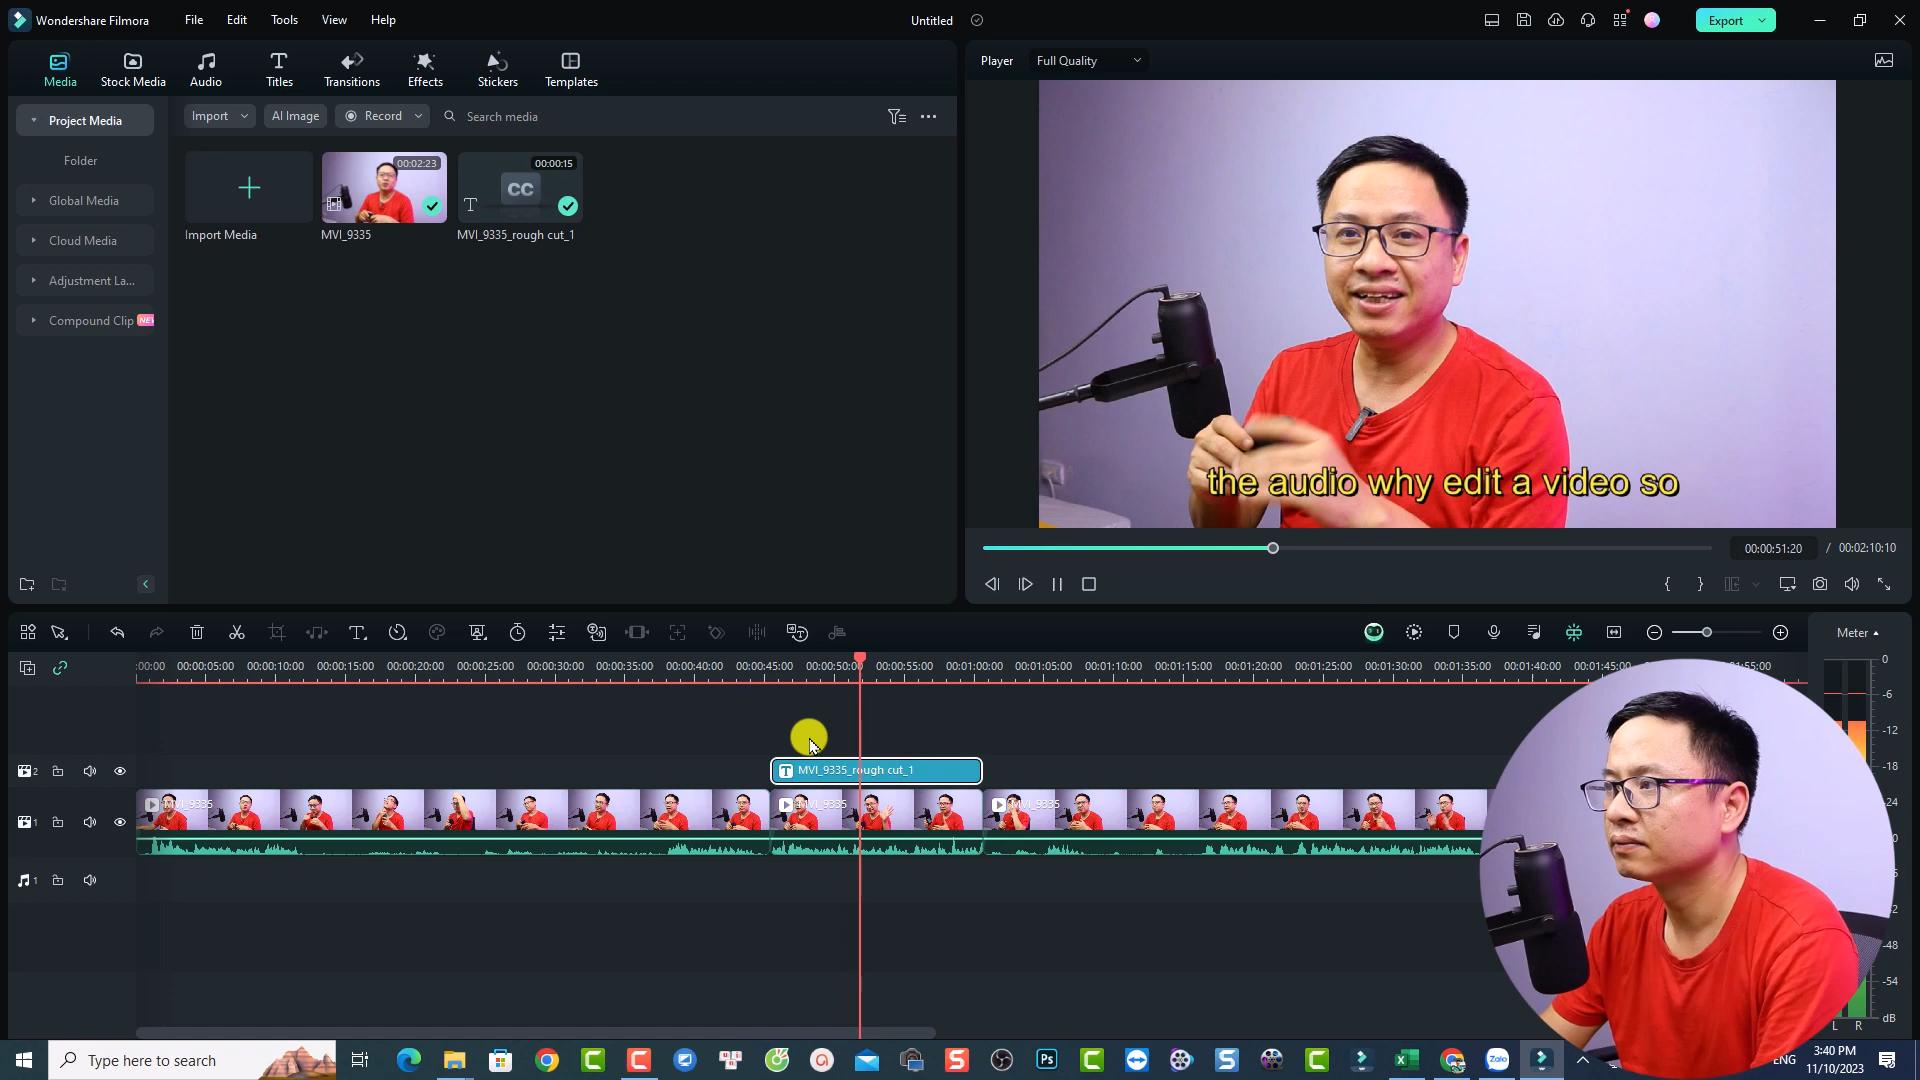 Wondershare Filmora File Edit Tools View Help Untitled Export
Media Stock Media Audio Titles Transitions Effects Stickers Templates
Player Full Quality
Project Media
Folder
Global Media
Cloud Media
Adjustment La...
Compound Clip NEW
Import AI Image Record Search media
00:02:23 00:00:15
CC
Import Media MVI_9335 MVI_9335_rough cut_1
the audio why edit a video so
00:00:51:20 / 00:02:10:10
Meter
:00:00 00:00:05:00 00:00:10:00 00:00:15:00 00:00:20:00 00:00:25:00 00:00:30:00 00:00:35:00 00:00:40:00 00:00:45:00 00:00:50:00 00:00:55:00 00:01:00:00 00:01:05:00 00:01:10:00 00:01:15:00 00:01:20:00 00:01:25:00 00:01:30:00 00:01:35:00 00:01:40:00 00:01:45:00 :55:00
0
-6
-12
-18
-24
-48
-54
dB
L R
2 MVI_9335_rough cut_1
1 MVI_9335 MVI_9335 MVI_9335
1
Type here to search
Ps
ENG
3:40 PM
11/10/2023